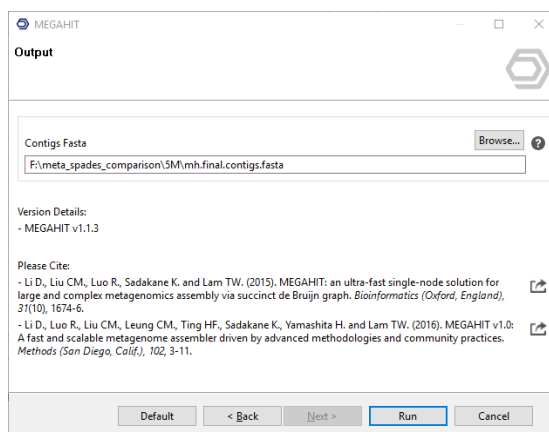 MEGAHIT
Output
Contigs Fasta
Browse...
?
F:\meta_spades_comparison\5M\mh.final.contigs.fasta
Version Details:
- MEGAHIT v1.1.3
Please Cite:
- Li D., Liu CM., Luo R., Sadakane K. and Lam TW. (2015). MEGAHIT: an ultra-fast single-node solution for
large and complex metagenomics assembly via succinct de Bruijn graph. Bioinformatics (Oxford, England),
31(10), 1674-6.
- Li D., Luo R., Liu CM., Leung CM., Ting HF., Sadakane K., Yamashita H. and Lam TW. (2016). MEGAHIT v1.0:
A fast and scalable metagenome assembler driven by advanced methodologies and community practices.
Methods (San Diego, Calif.), 102, 3-11.
Default
< Back
Next >
Run
Cancel